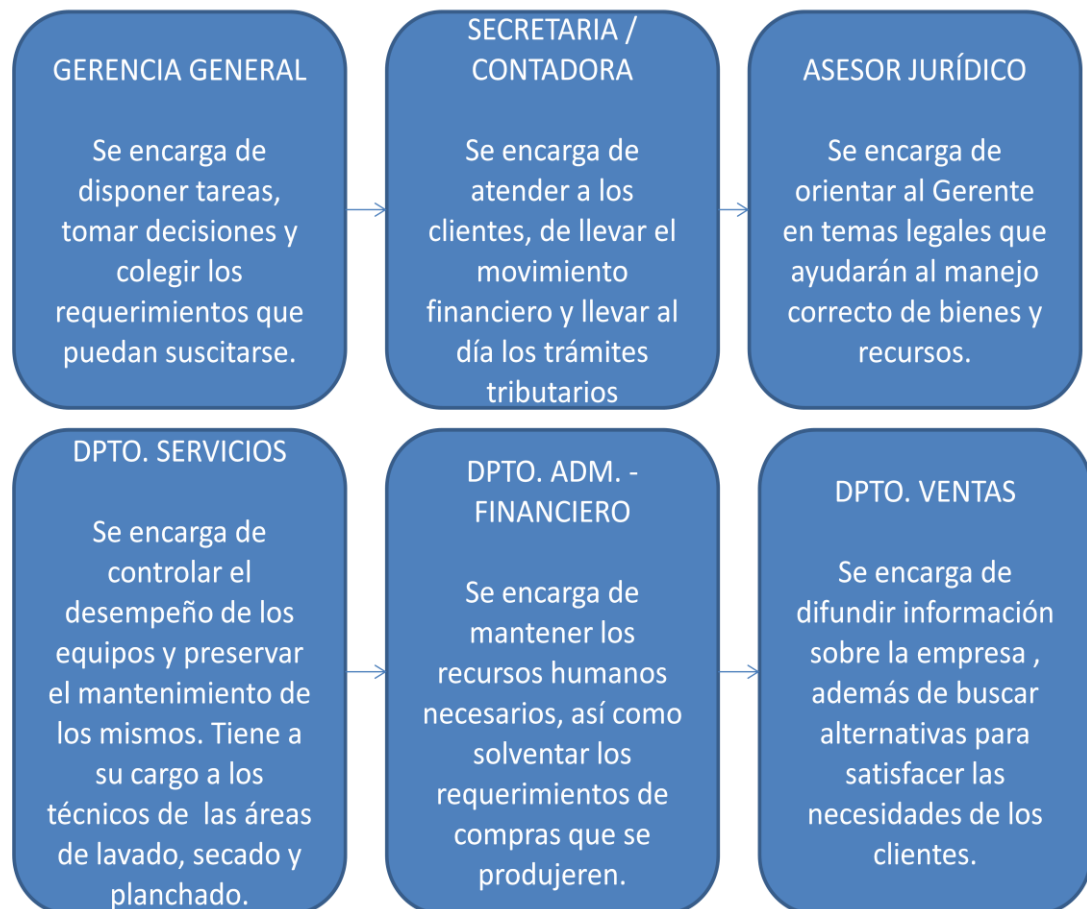 GERENCIA GENERAL
Se encarga de
disponer tareas,
tomar decisiones y
colegir los
requerimientos que
puedan suscitarse.
SECRETARIA /
CONTADORA
Se encarga de
atender a los
clientes, de llevar el
movimiento
financiero y llevar al
día los trámites
tributarios
ASESOR JURÍDICO
Se encarga de
orientar al Gerente
en temas legales que
ayudarán al manejo
correcto de bienes y
recursos.
DPTO. SERVICIOS
Se encarga de
controlar el
desempeño de los
equipos y preservar
el mantenimiento de
los mismos. Tiene a
su cargo a los
técnicos de  las áreas
de lavado, secado y
planchado.
DPTO. ADM. -
FINANCIERO
Se encarga de
mantener los
recursos humanos
necesarios, así como
solventar los
requerimientos de
compras que se
produjeren.
DPTO. VENTAS
Se encarga de
difundir información
sobre la empresa ,
además de buscar
alternativas para
satisfacer las
necesidades de los
clientes.